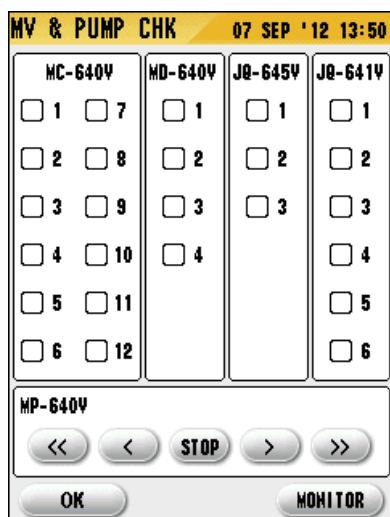 MV & PUMP CHK 07 SEP '12 13:50
MC-640V MD-640V JQ-645V JQ-641V
1 7 1 1 1
2 8 2 2 2
3 9 3 3 3
4 10 4 4
5 11 5
6 12 6
MP-640V
<< < STOP > >>
OK MONITOR